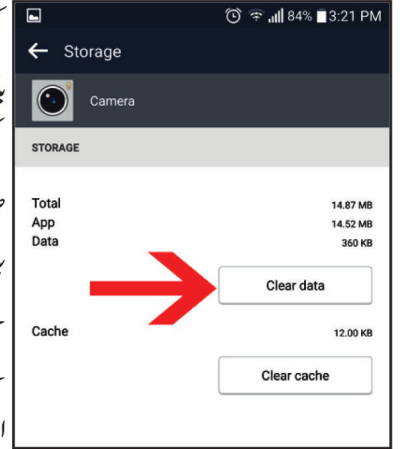 84% 3:21 PM
Storage
Camera
STORAGE
Total 14.87 MB
App 14.52 MB
Data 360 KB
Clear data
Cache 12.00 KB
Clear cache